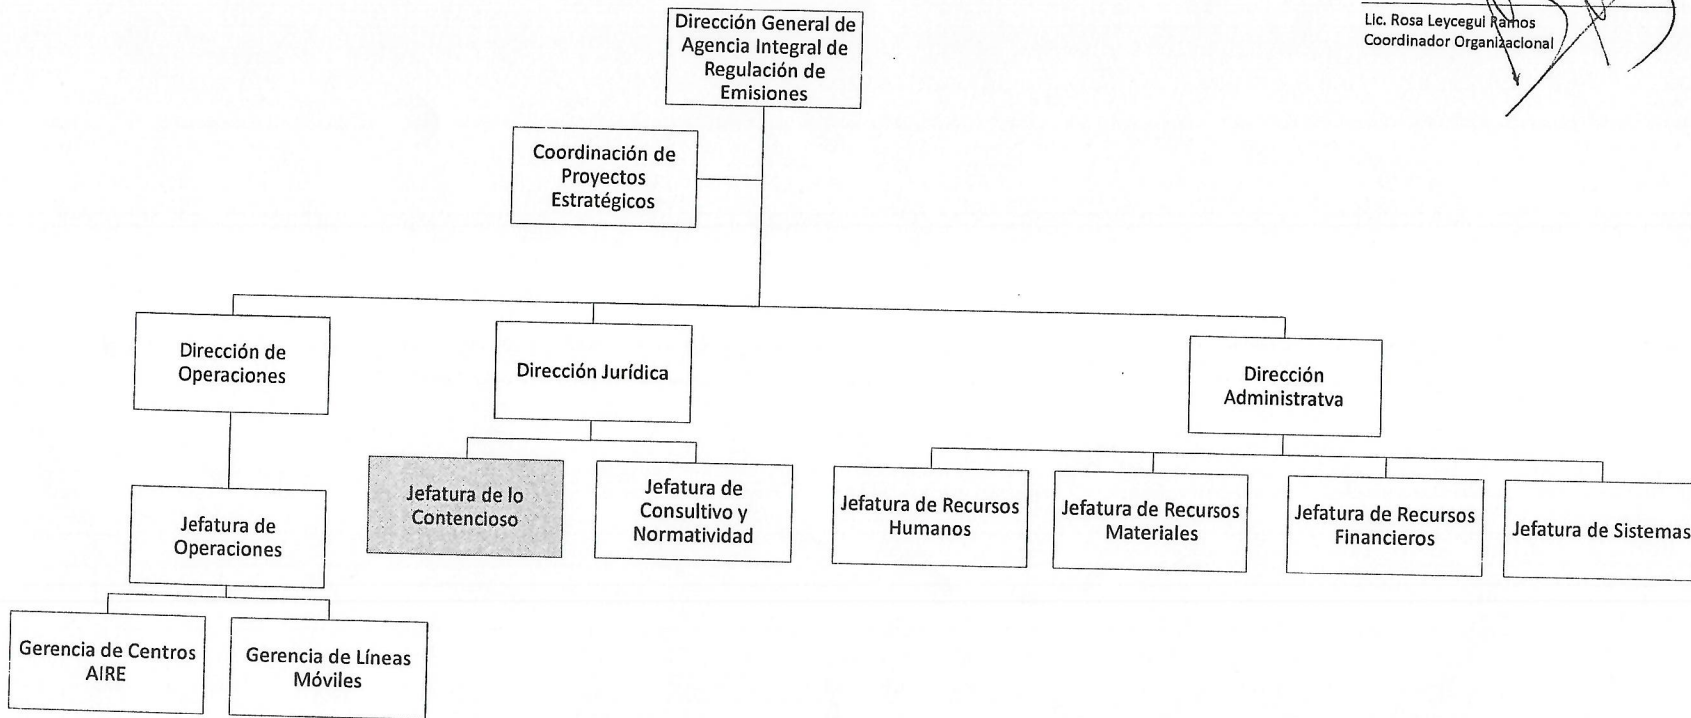 Dirección General de
Agencia Integral de
Regulación de
Emisiones
Lic. Rosa Leycegui Ramos
Coordinador Organizacional
Coordinación de
Proyectos
Estratégicos
Dirección de
Operaciones
Dirección Jurídica
Dirección
Administratva
Jefatura de
Operaciones
Jefatura de lo
Contencioso
Jefatura de
Consultivo y
Normatividad
Jefatura de Recursos
Humanos
Jefatura de Recursos
Materiales
Jefatura de Recursos
Financieros
Jefatura de Sistemas
Gerencia de Centros
AIRE
Gerencia de Líneas
Móviles